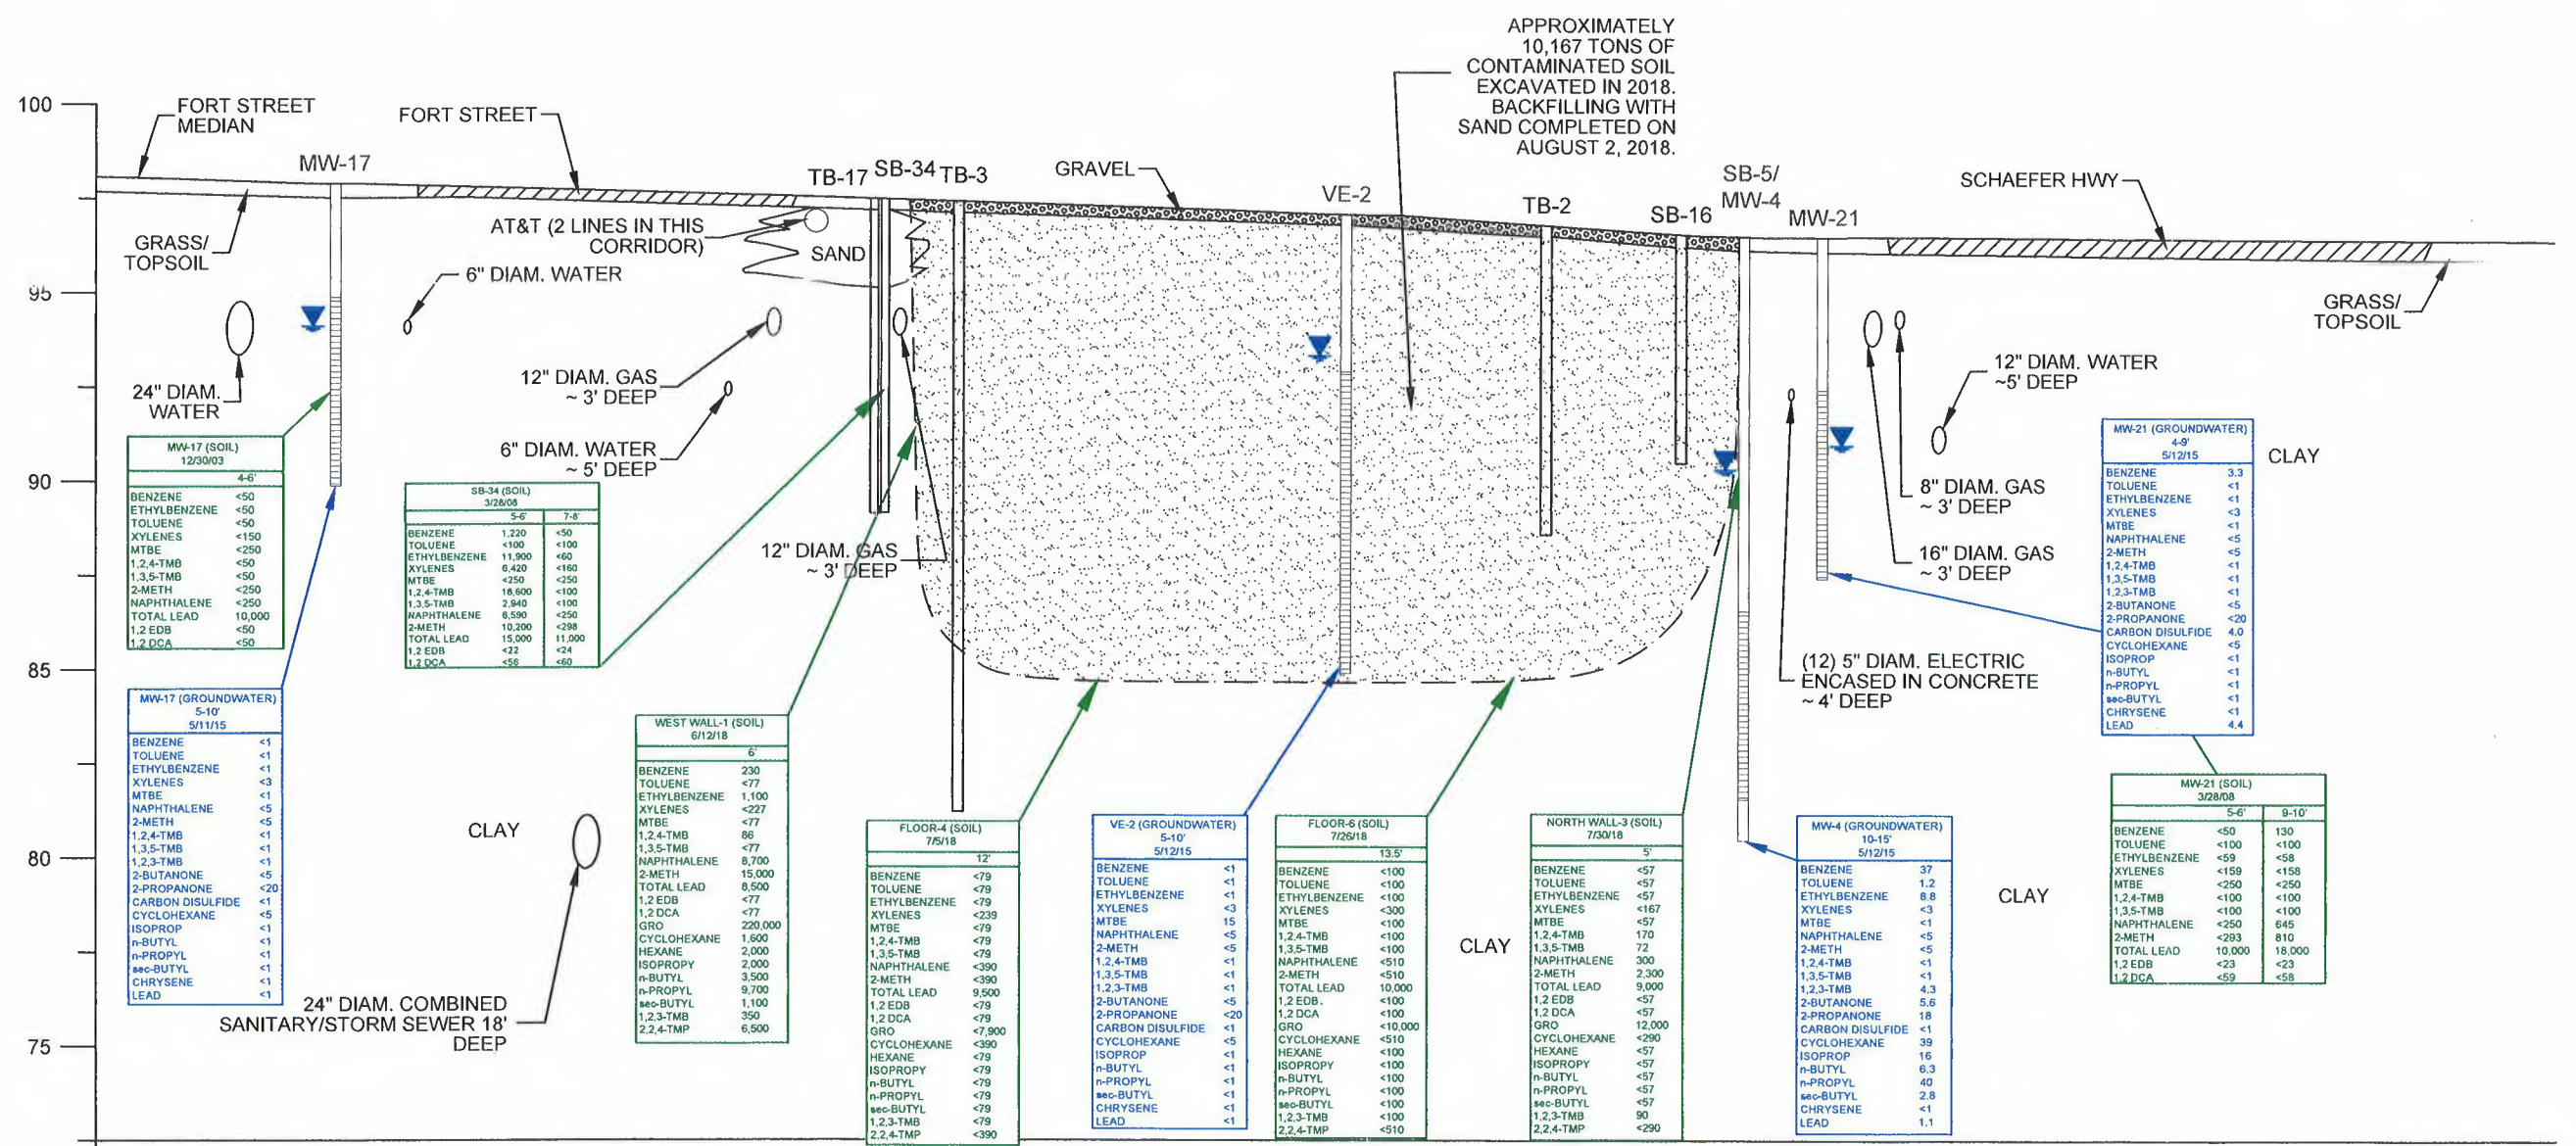 APPROXIMATELY
10,167 TONS OF
CONTAMINATED SOIL
EXCAVATED IN 2018.
BACKFILLING WITH
SAND COMPLETED ON
AUGUST 2, 2018.
100
95
90
85
80
75
FORT STREET
MEDIAN
MW-17
FORT STREET
TB-17
SB-34
TB-3
GRAVEL
VE-2
TB-2
SB-16
SB-5/
MW-4
MW-21
SCHAEFER HWY
GRASS/
TOPSOIL
AT&T (2 LINES IN THIS
CORRIDOR)
SAND
6" DIAM. WATER
24" DIAM.
WATER
12" DIAM. GAS
~ 3' DEEP
6" DIAM. WATER
~ 5' DEEP
12" DIAM. GAS
~ 3' DEEP
GRASS/
TOPSOIL
12" DIAM. WATER
~5' DEEP
8" DIAM. GAS
~ 3' DEEP
16" DIAM. GAS
~ 3' DEEP
(12) 5" DIAM. ELECTRIC
ENCASED IN CONCRETE
~ 4' DEEP
CLAY
CLAY
CLAY
CLAY
24" DIAM. COMBINED
SANITARY/STORM SEWER 18'
DEEP
MW-17 (SOIL)
12/30/03
4-6'
BENZENE <50
ETHYLBENZENE <50
TOLUENE <50
XYLENES <150
MTBE <250
1,2,4-TMB <50
1,3,5-TMB <50
2-METH <250
NAPHTHALENE <250
TOTAL LEAD 10,000
1,2 EDB <50
1,2 DCA <50
MW-17 (GROUNDWATER)
5-10'
5/11/15
BENZENE <1
TOLUENE <1
ETHYLBENZENE <1
XYLENES <3
MTBE <1
NAPHTHALENE <5
2-METH <5
1,2,4-TMB <1
1,3,5-TMB <1
1,2,3-TMB <1
2-BUTANONE <5
2-PROPANONE <20
CARBON DISULFIDE <1
CYCLOHEXANE <5
ISOPROP <1
n-BUTYL <1
n-PROPYL <1
sec-BUTYL <1
CHRYSENE <1
LEAD <1
SB-34 (SOIL)
3/28/08
5-6' 7-8'
BENZENE 1,220 <50
TOLUENE <100 <100
ETHYLBENZENE 11,900 <60
XYLENES 6,420 <160
MTBE <250 <250
1,2,4-TMB 18,600 <100
1,3,5-TMB 2,940 <100
NAPHTHALENE 6,590 <250
2-METH 10,200 <298
TOTAL LEAD 15,000 11,000
1,2 EDB <22 <24
1,2 DCA <56 <60
WEST WALL-1 (SOIL)
6/12/18
6'
BENZENE 230
TOLUENE <77
ETHYLBENZENE 1,100
XYLENES <227
MTBE <77
1,2,4-TMB 86
1,3,5-TMB <77
NAPHTHALENE 8,700
2-METH 15,000
TOTAL LEAD 8,500
1,2 EDB <77
1,2 DCA <77
GRO 220,000
CYCLOHEXANE 1,600
HEXANE 2,000
ISOPROPY 2,000
n-BUTYL 3,500
n-PROPYL 9,700
sec-BUTYL 1,100
1,2,3-TMB 350
2,2,4-TMP 6,500
FLOOR-4 (SOIL)
7/5/18
12'
BENZENE <79
TOLUENE <79
ETHYLBENZENE <79
XYLENES <239
MTBE <79
1,2,4-TMB <79
1,3,5-TMB <79
NAPHTHALENE <390
2-METH <390
TOTAL LEAD 9,500
1,2 EDB <79
1,2 DCA <79
GRO <7,900
CYCLOHEXANE <390
HEXANE <79
ISOPROPY <79
n-BUTYL <79
n-PROPYL <79
sec-BUTYL <79
1,2,3-TMB <79
2,2,4-TMP <390
VE-2 (GROUNDWATER)
5-10'
5/12/15
BENZENE <1
TOLUENE <1
ETHYLBENZENE <1
XYLENES <3
MTBE 15
NAPHTHALENE <5
2-METH <5
1,2,4-TMB <1
1,3,5-TMB <1
1,2,3-TMB <1
2-BUTANONE <5
2-PROPANONE <20
CARBON DISULFIDE <1
CYCLOHEXANE <5
ISOPROP <1
n-BUTYL <1
n-PROPYL <1
sec-BUTYL <1
CHRYSENE <1
LEAD <1
FLOOR-6 (SOIL)
7/26/18
13.5'
BENZENE <100
TOLUENE <100
ETHYLBENZENE <100
XYLENES <300
MTBE <100
1,2,4-TMB <100
1,3,5-TMB <100
NAPHTHALENE <510
2-METH <510
TOTAL LEAD 10,000
1,2 EDB. <100
1,2 DCA <100
GRO <10,000
CYCLOHEXANE <510
HEXANE <100
ISOPROPY <100
n-BUTYL <100
n-PROPYL <100
sec-BUTYL <100
1,2,3-TMB <100
2,2,4-TMP <510
NORTH WALL-3 (SOIL)
7/30/18
5'
BENZENE <57
TOLUENE <57
ETHYLBENZENE <57
XYLENES <167
MTBE <57
1,2,4-TMB 170
1,3,5-TMB 72
NAPHTHALENE 300
2-METH 2,300
TOTAL LEAD 9,000
1,2 EDB <57
1,2 DCA <57
GRO 12,000
CYCLOHEXANE <290
HEXANE <57
ISOPROPY <57
n-BUTYL <57
n-PROPYL <57
sec-BUTYL <57
1,2,3-TMB 90
2,2,4-TMP <290
MW-4 (GROUNDWATER)
10-15'
5/12/15
BENZENE 37
TOLUENE 1.2
ETHYLBENZENE 8.8
XYLENES <3
MTBE <1
NAPHTHALENE <5
2-METH <5
1,2,4-TMB <1
1,3,5-TMB <1
1,2,3-TMB 4.3
2-BUTANONE 5.6
2-PROPANONE 18
CARBON DISULFIDE <1
CYCLOHEXANE 39
ISOPROP 16
n-BUTYL 6.3
n-PROPYL 40
sec-BUTYL 2.8
CHRYSENE <1
LEAD 1.1
MW-21 (GROUNDWATER)
4-9'
5/12/15
BENZENE 3.3
TOLUENE <1
ETHYLBENZENE <1
XYLENES <3
MTBE <1
NAPHTHALENE <5
2-METH <5
1,2,4-TMB <1
1,3,5-TMB <1
1,2,3-TMB <1
2-BUTANONE <5
2-PROPANONE <20
CARBON DISULFIDE 4.0
CYCLOHEXANE <5
ISOPROP <1
n-BUTYL <1
n-PROPYL <1
sec-BUTYL <1
CHRYSENE <1
LEAD 4.4
MW-21 (SOIL)
3/28/08
5-6' 9-10'
BENZENE <50 130
TOLUENE <100 <100
ETHYLBENZENE <59 <58
XYLENES <159 <158
MTBE <250 <250
1,2,4-TMB <100 <100
1,3,5-TMB <100 <100
NAPHTHALENE <250 645
2-METH <293 810
TOTAL LEAD 10,000 18,000
1,2 EDB <23 <23
1,2 DCA <59 <58